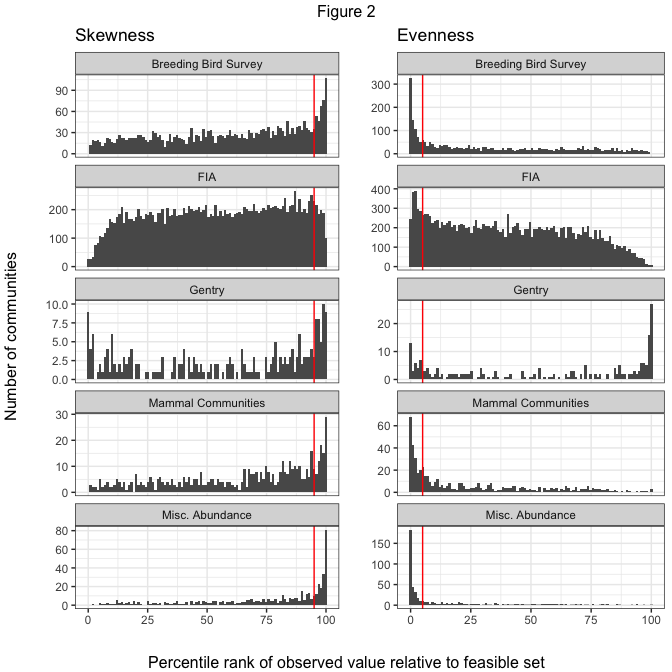 Figure 2
Skewness
Evenness
Number of communities
Breeding Bird Survey
90
60
30
0
Breeding Bird Survey
300
200
100
0
FIA
200
100
0
FIA
400
300
200
100
0
Gentry
10.0
7.5
5.0
2.5
0.0
Gentry
20
10
0
Mammal Communities
30
20
10
0
Mammal Communities
60
40
20
0
Misc. Abundance
80
60
40
20
0
Misc. Abundance
150
100
50
0
0 25 50 75 100
0 25 50 75 100
Percentile rank of observed value relative to feasible set